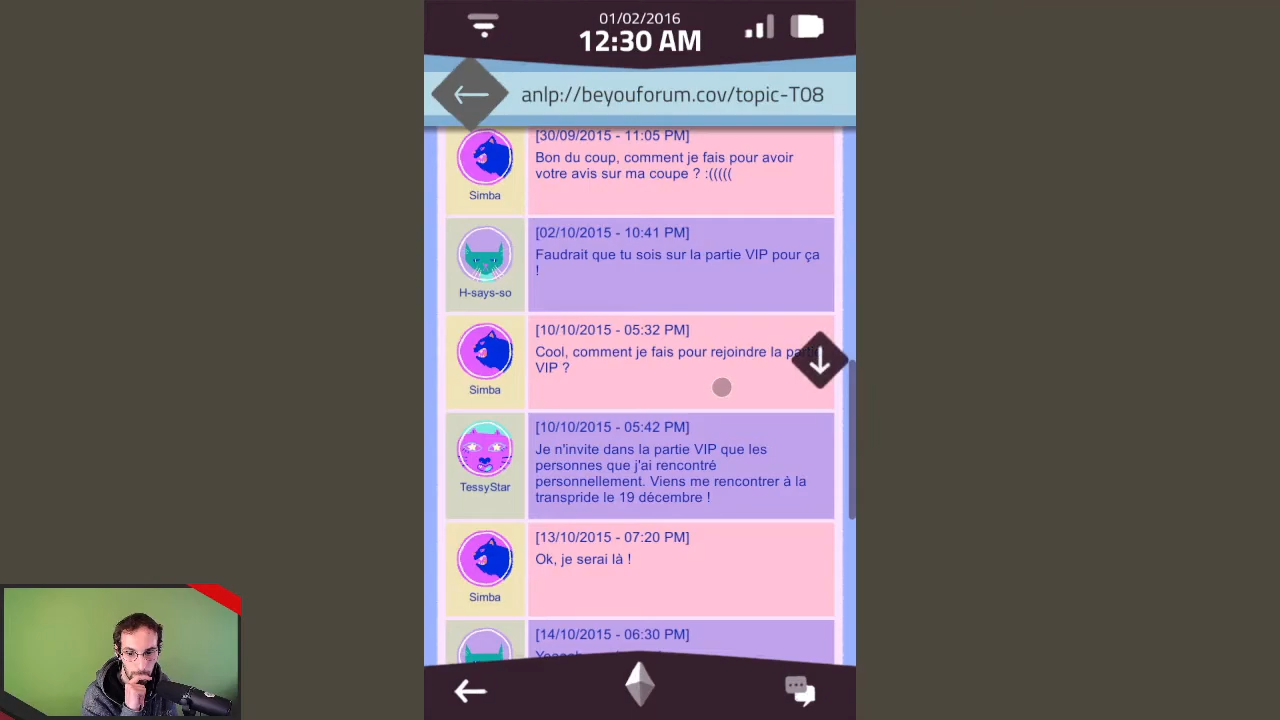 01/02/2016
12:30 AM
anlp://beyouforum.cov/topic-T08
[30/09/2015 - 11:05 PM]
Bon du coup, comment je fais pour avoir
votre avis sur ma coupe ? :(((((
Simba
[02/10/2015 - 10:41 PM]
Faudrait que tu sois sur la partie VIP pour ça
!
H-says-so
[10/10/2015 - 05:32 PM]
Cool, comment je fais pour rejoindre la partie
VIP ?
Simba
[10/10/2015 - 05:42 PM]
Je n'invite dans la partie VIP que les
personnes que j'ai rencontré
personnellement. Viens me rencontrer à la
transpride le 19 décembre !
TessyStar
[13/10/2015 - 07:20 PM]
Ok, je serai là !
Simba
[14/10/2015 - 06:30 PM]